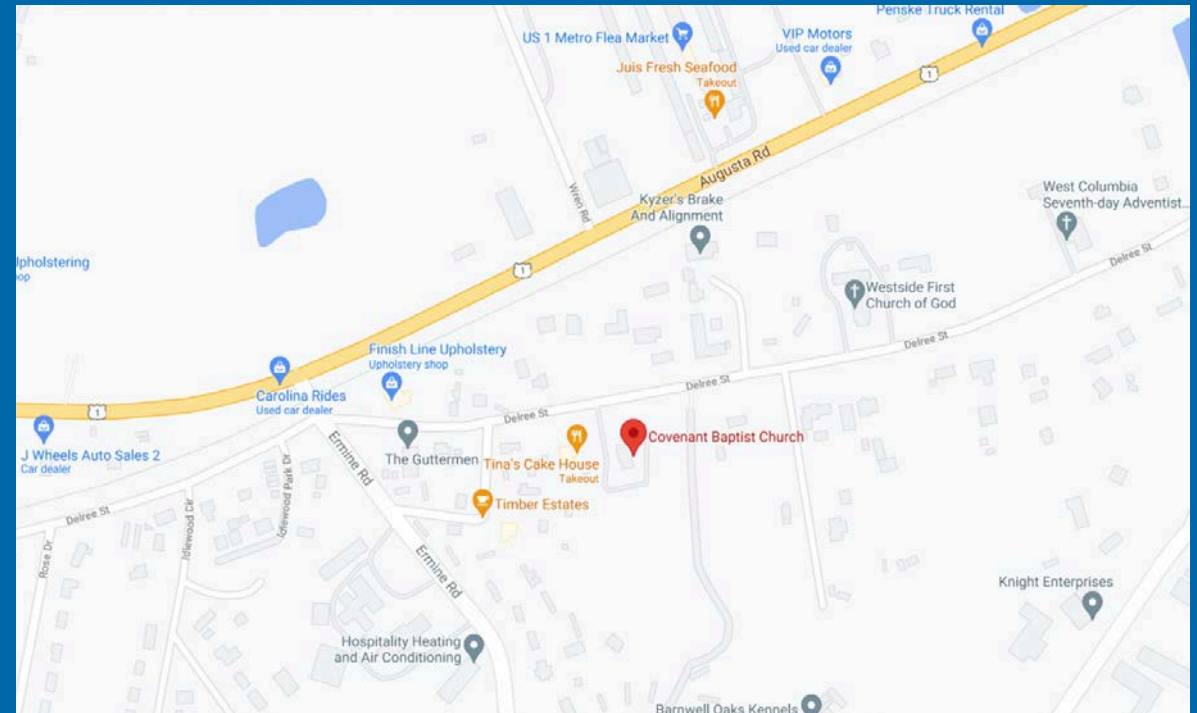 Penske Truck Rental
US 1 Metro Flea Market
VIP Motors
Used car dealer
Juis Fresh Seafood
Takeout
1
Augusta Rd
West Columbia
Seventh-day Adventist...
Wren Rd
Kyzer's Brake
And Alignment
Delree St
1
Westside First
Church of God
Delree St
Finish Line Upholstery
Upholstery shop
Delree St
Carolina Rides
Used car dealer
1
Delree St
Covenant Baptist Church
J Wheels Auto Sales 2
Car dealer
Ermine Rd
The Guttermen
Tina's Cake House
Takeout
Idlewood Park Dr
Timber Estates
Delree St
Idlewood Cir
Rose Dr
Ermine Rd
Knight Enterprises
Hospitality Heating
and Air Conditioning
Barnwell Oaks Kennels